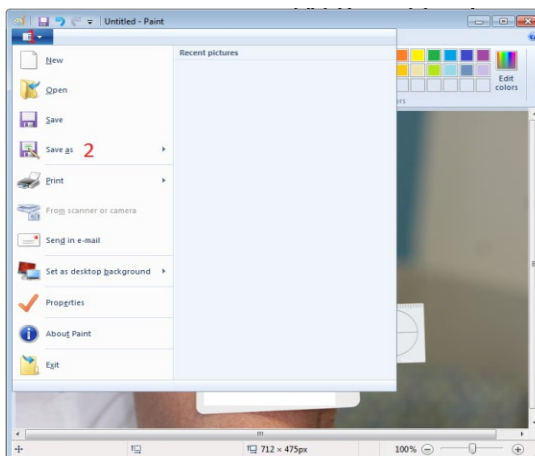 Untitled - Paint
Recent pictures
New
Open
Save
Save as 2
Print
From scanner or camera
Send in e-mail
Set as desktop background
Properties
About Paint
Exit
Edit
colors
712 × 475px
100%